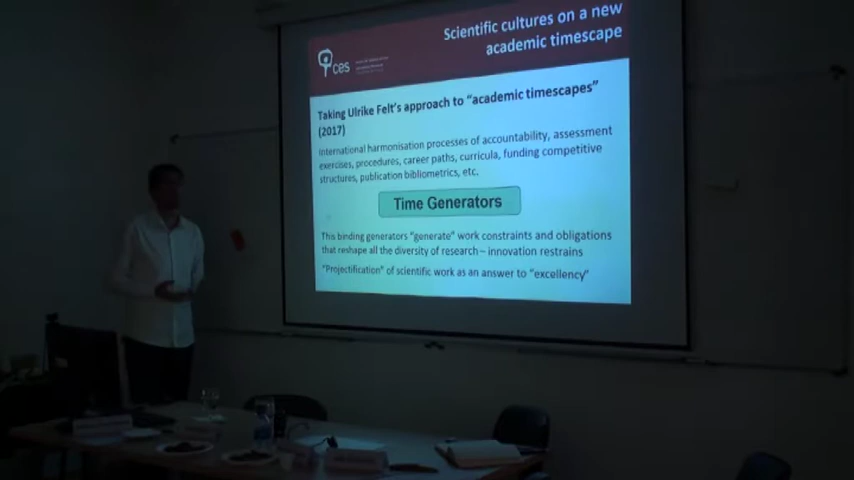 Scientific cultures on a new
academic timescape
ces
Taking Ulrike Felt's approach to "academic timescapes"
(2017)
International harmonisation processes of accountability, assessment
exercises, procedures, career paths, curricula, funding competitive
structures, publication bibliometrics, etc.
Time Generators
This binding generators "generate" work constraints and obligations
that reshape all the diversity of research – innovation restrains
"Projectification" of scientific work as an answer to "excellency"